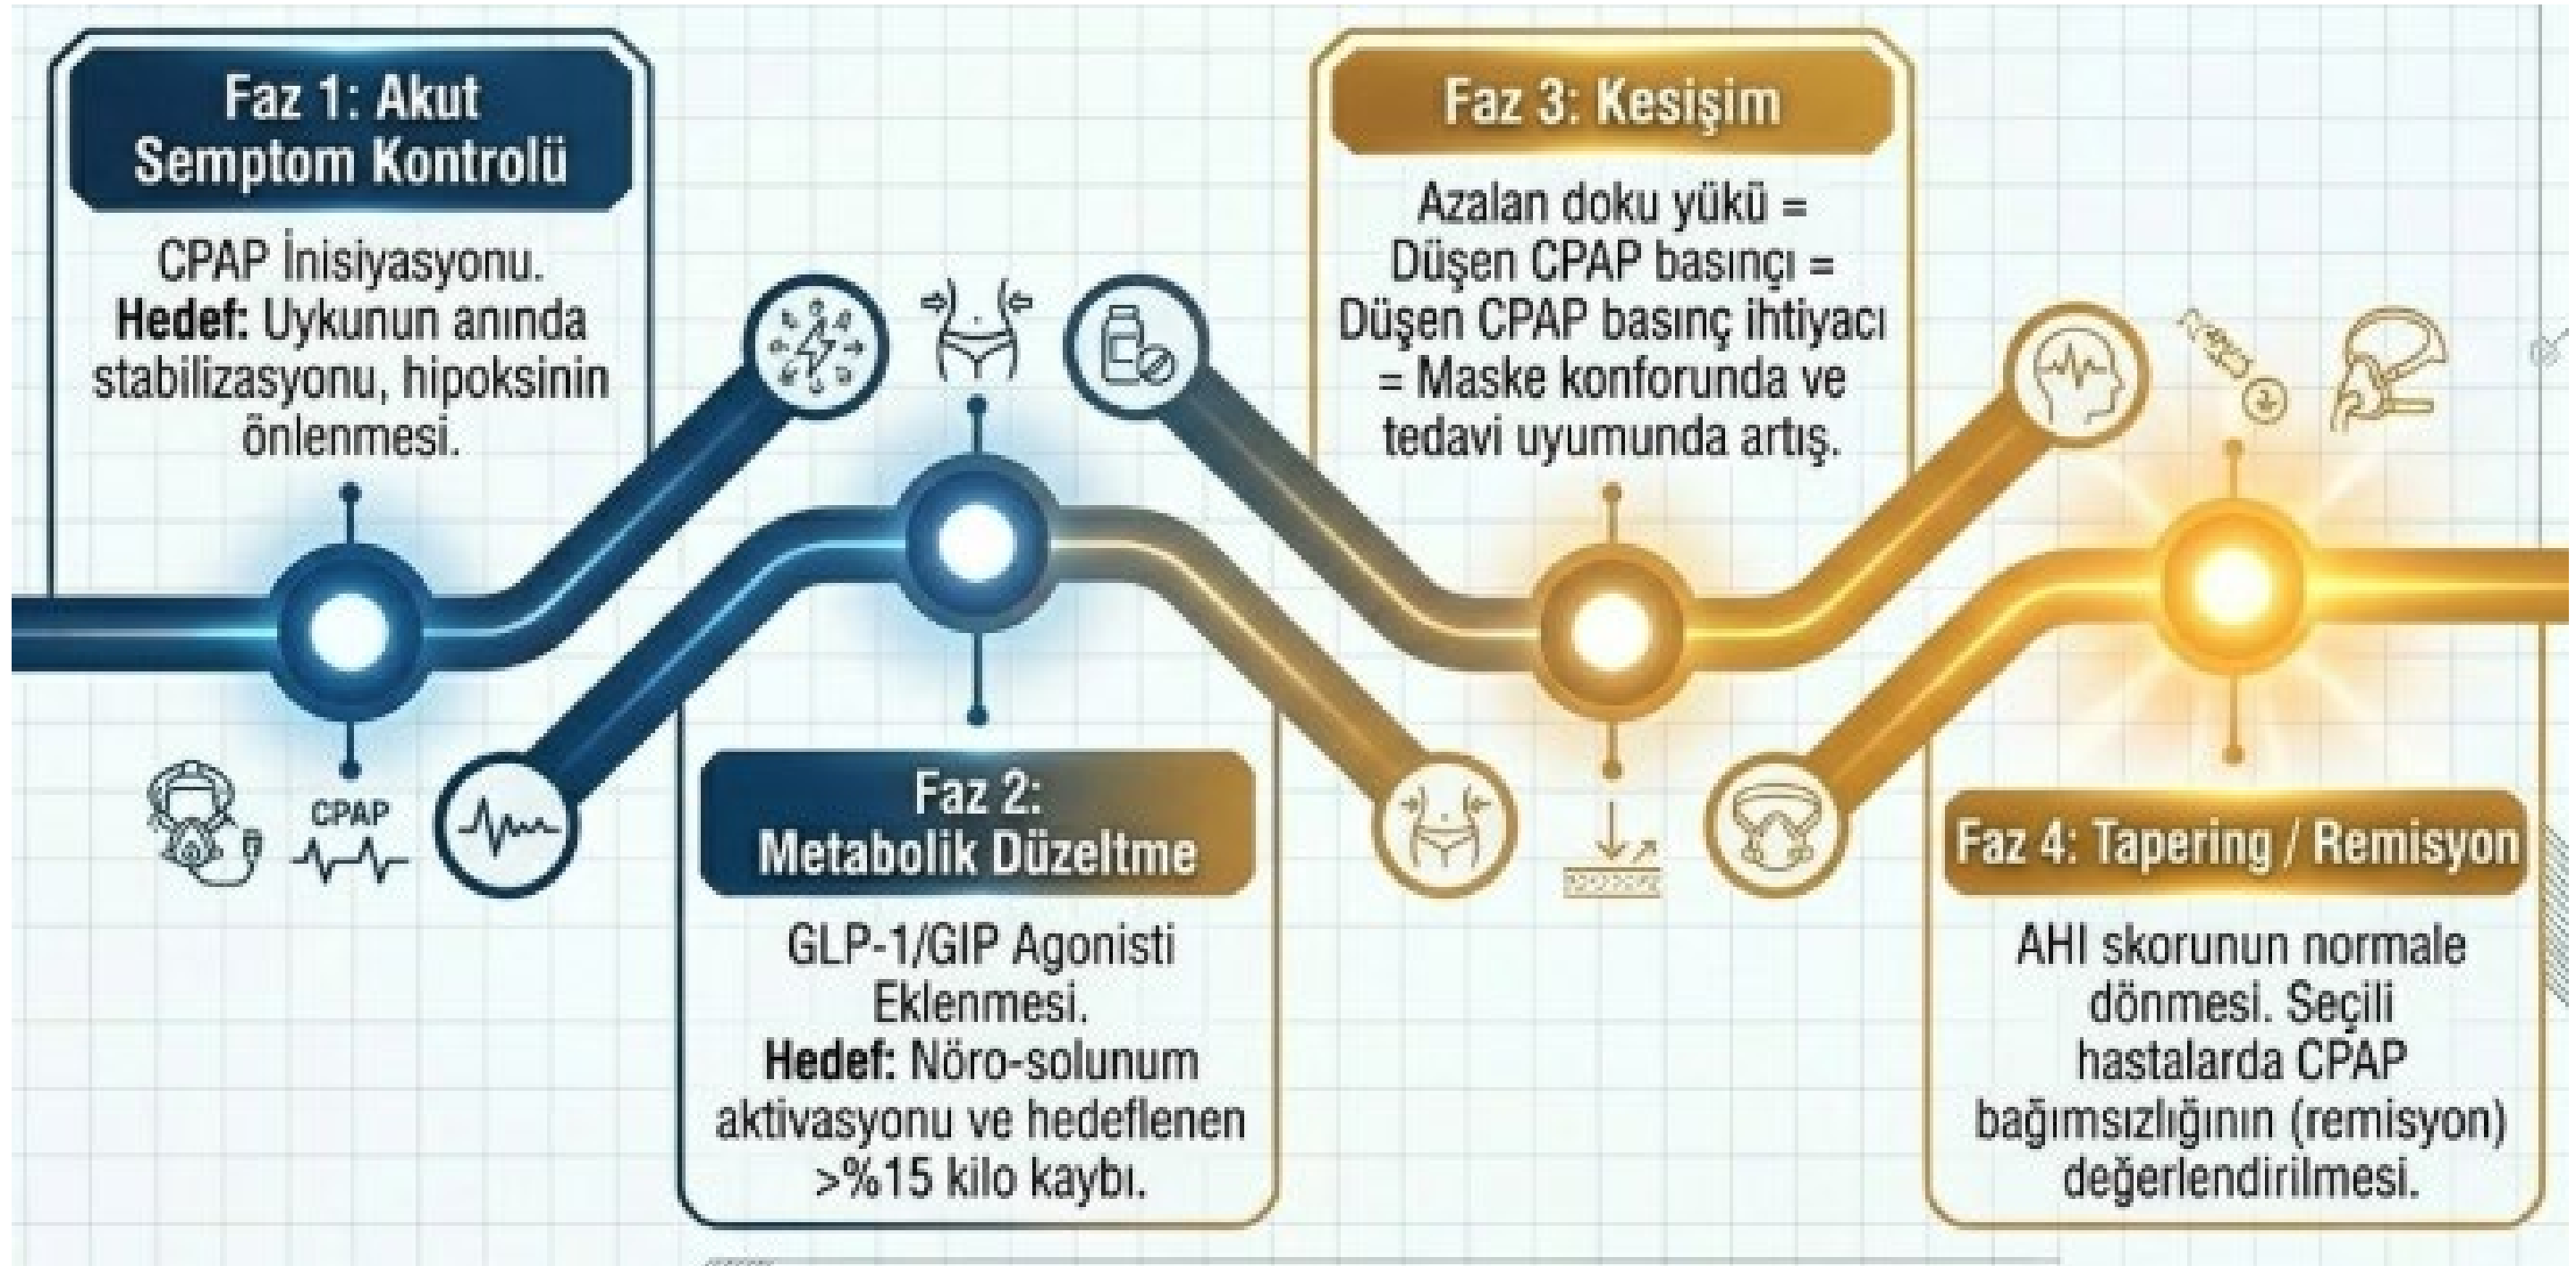 Faz 1: Akut
Semptom Kontrolü
CPAP İnisiyasyonu.
Hedef: Uykunun anında
stabilizasyonu, hipoksinin
önlenmesi.
CPAP
Faz 2:
Metabolik Düzeltme
GLP-1/GIP Agonisti
Eklenmesi.
Hedef: Nöro-solunum
aktivasyonu ve hedeflenen
>%15 kilo kaybı.
Faz 3: Kesişim
Azalan doku yükü =
Düşen CPAP basınçı =
Düşen CPAP basınç ihtiyacı
= Maske konforunda ve
tedavi uyumunda artış.
Faz 4: Tapering / Remisyon
AHI skorunun normale
dönmesi. Seçili
hastalarda CPAP
bağımsızlığının (remisyon)
değerlendirilmesi.